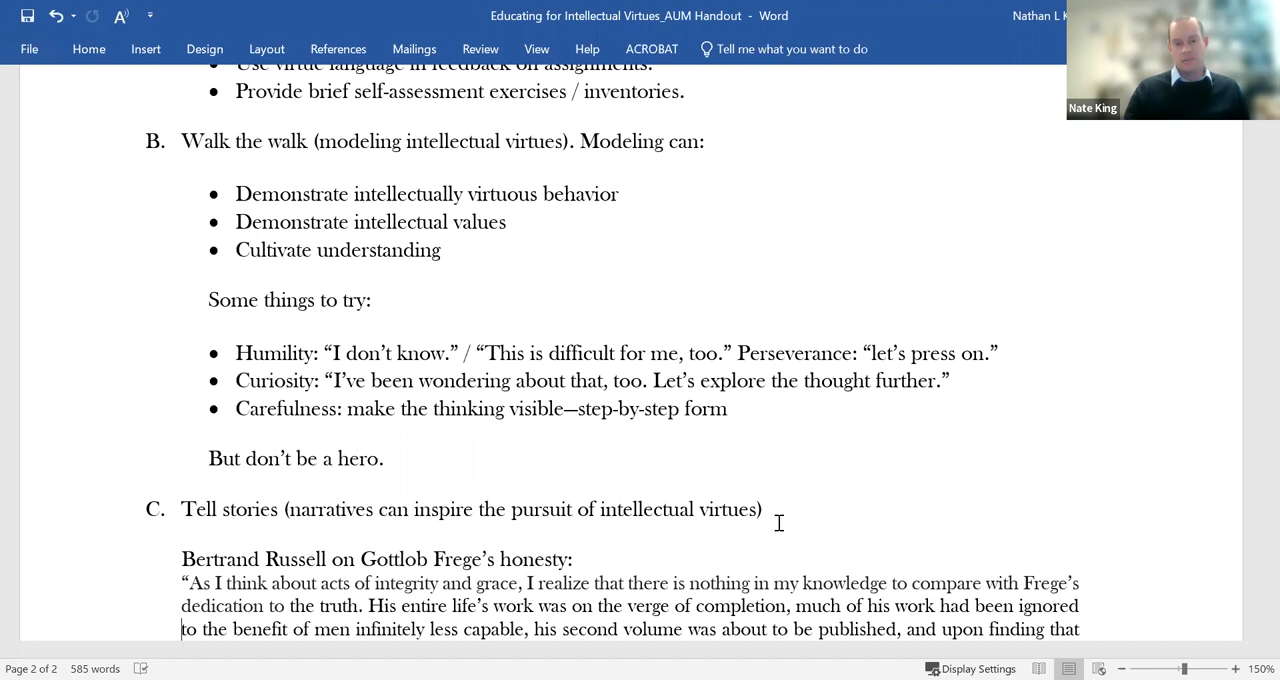 Educating for Intellectual Virtues_AUM Handout - Word
Nathan L K
File Home Insert Design Layout References Mailings Review View Help ACROBAT Tell me what you want to do
Nate King
• Use virtue language in feedback on assignments.
• Provide brief self-assessment exercises / inventories.
B. Walk the walk (modeling intellectual virtues). Modeling can:
• Demonstrate intellectually virtuous behavior
• Demonstrate intellectual values
• Cultivate understanding
Some things to try:
• Humility: “I don’t know.” / “This is difficult for me, too.” Perseverance: “let’s press on.”
• Curiosity: “I’ve been wondering about that, too. Let’s explore the thought further.”
• Carefulness: make the thinking visible—step-by-step form
But don’t be a hero.
C. Tell stories (narratives can inspire the pursuit of intellectual virtues)
Bertrand Russell on Gottlob Frege’s honesty:
“As I think about acts of integrity and grace, I realize that there is nothing in my knowledge to compare with Frege’s
dedication to the truth. His entire life’s work was on the verge of completion, much of his work had been ignored
to the benefit of men infinitely less capable, his second volume was about to be published, and upon finding that
Page 2 of 2 585 words Display Settings 150%